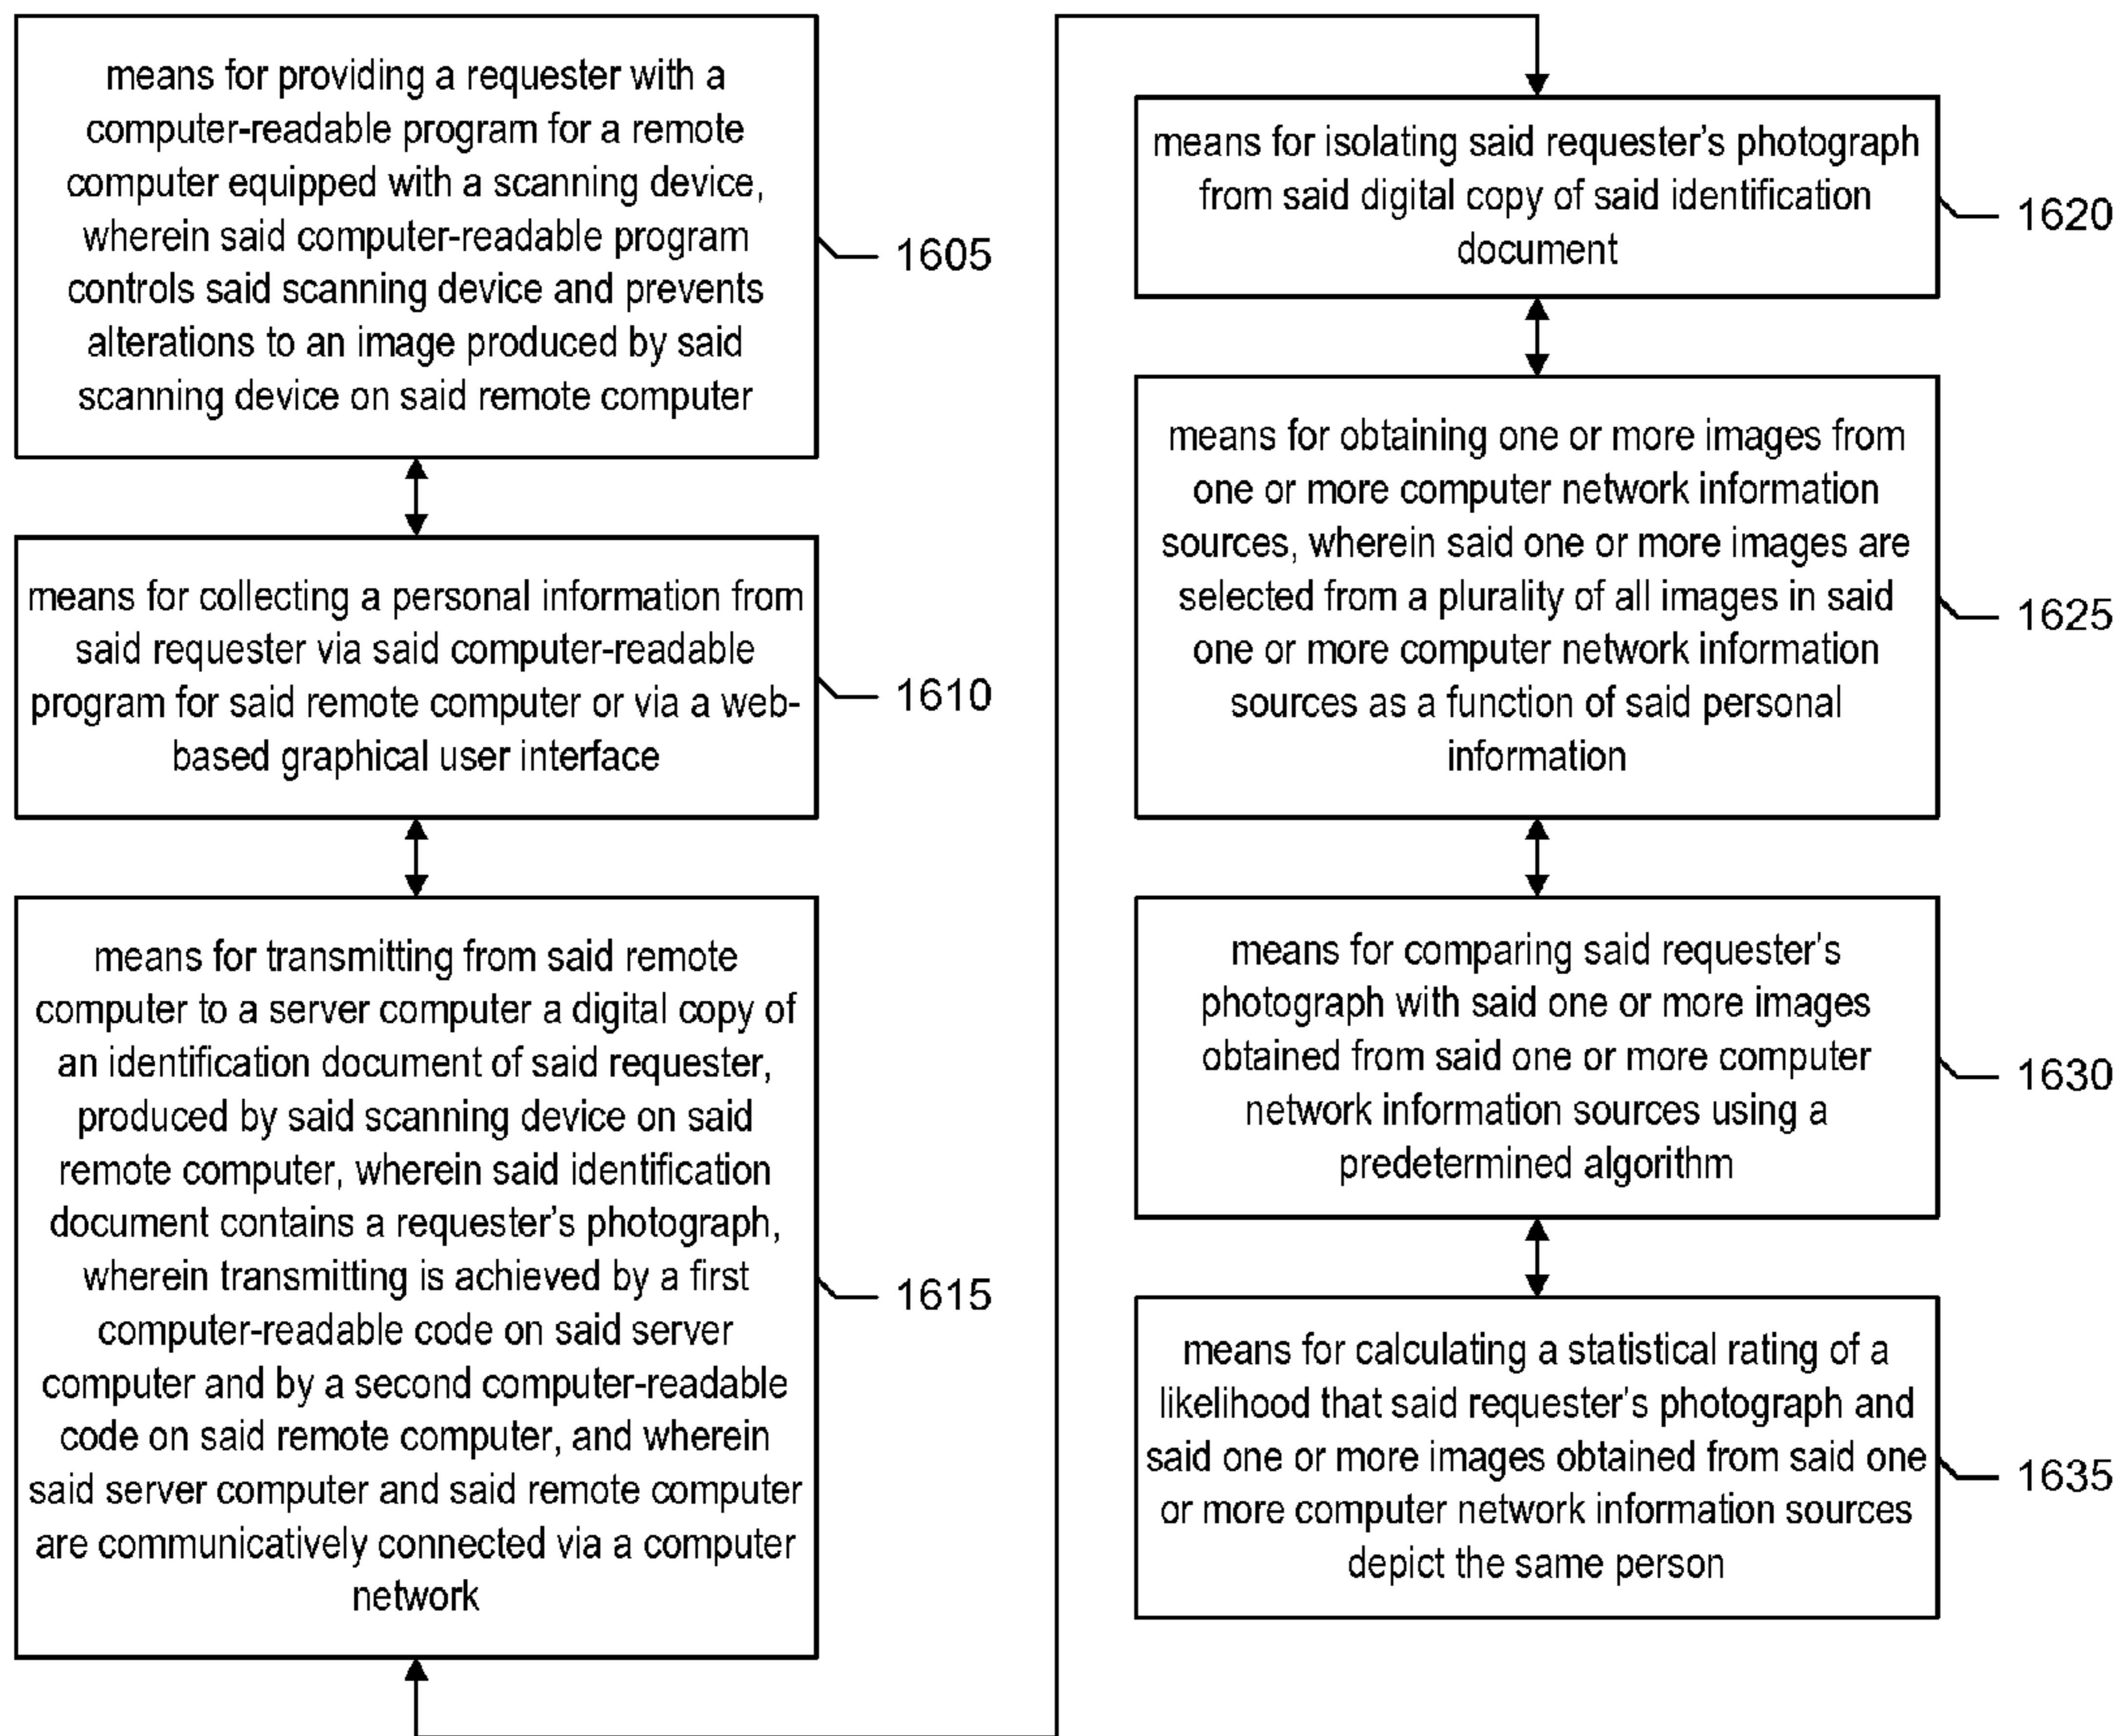 means for providing a requester with a
computer-readable program for a remote
computer equipped with a scanning device,
wherein said computer-readable program
controls said scanning device and prevents
alterations to an image produced by said
scanning device on said remote computer
1605
means for collecting a personal information from
said requester via said computer-readable
program for said remote computer or via a web-
based graphical user interface
1610
means for transmitting from said remote
computer to a server computer a digital copy of
an identification document of said requester,
produced by said scanning device on said
remote computer, wherein said identification
document contains a requester's photograph,
wherein transmitting is achieved by a first
computer-readable code on said server
computer and by a second computer-readable
code on said remote computer, and wherein
said server computer and said remote computer
are communicatively connected via a computer
network
1615
means for isolating said requester's photograph
from said digital copy of said identification
document
1620
means for obtaining one or more images from
one or more computer network information
sources, wherein said one or more images are
selected from a plurality of all images in said
one or more computer network information
sources as a function of said personal
information
1625
means for comparing said requester's
photograph with said one or more images
obtained from said one or more computer
network information sources using a
predetermined algorithm
1630
means for calculating a statistical rating of a
likelihood that said requester's photograph and
said one or more images obtained from said one
or more computer network information sources
depict the same person
1635